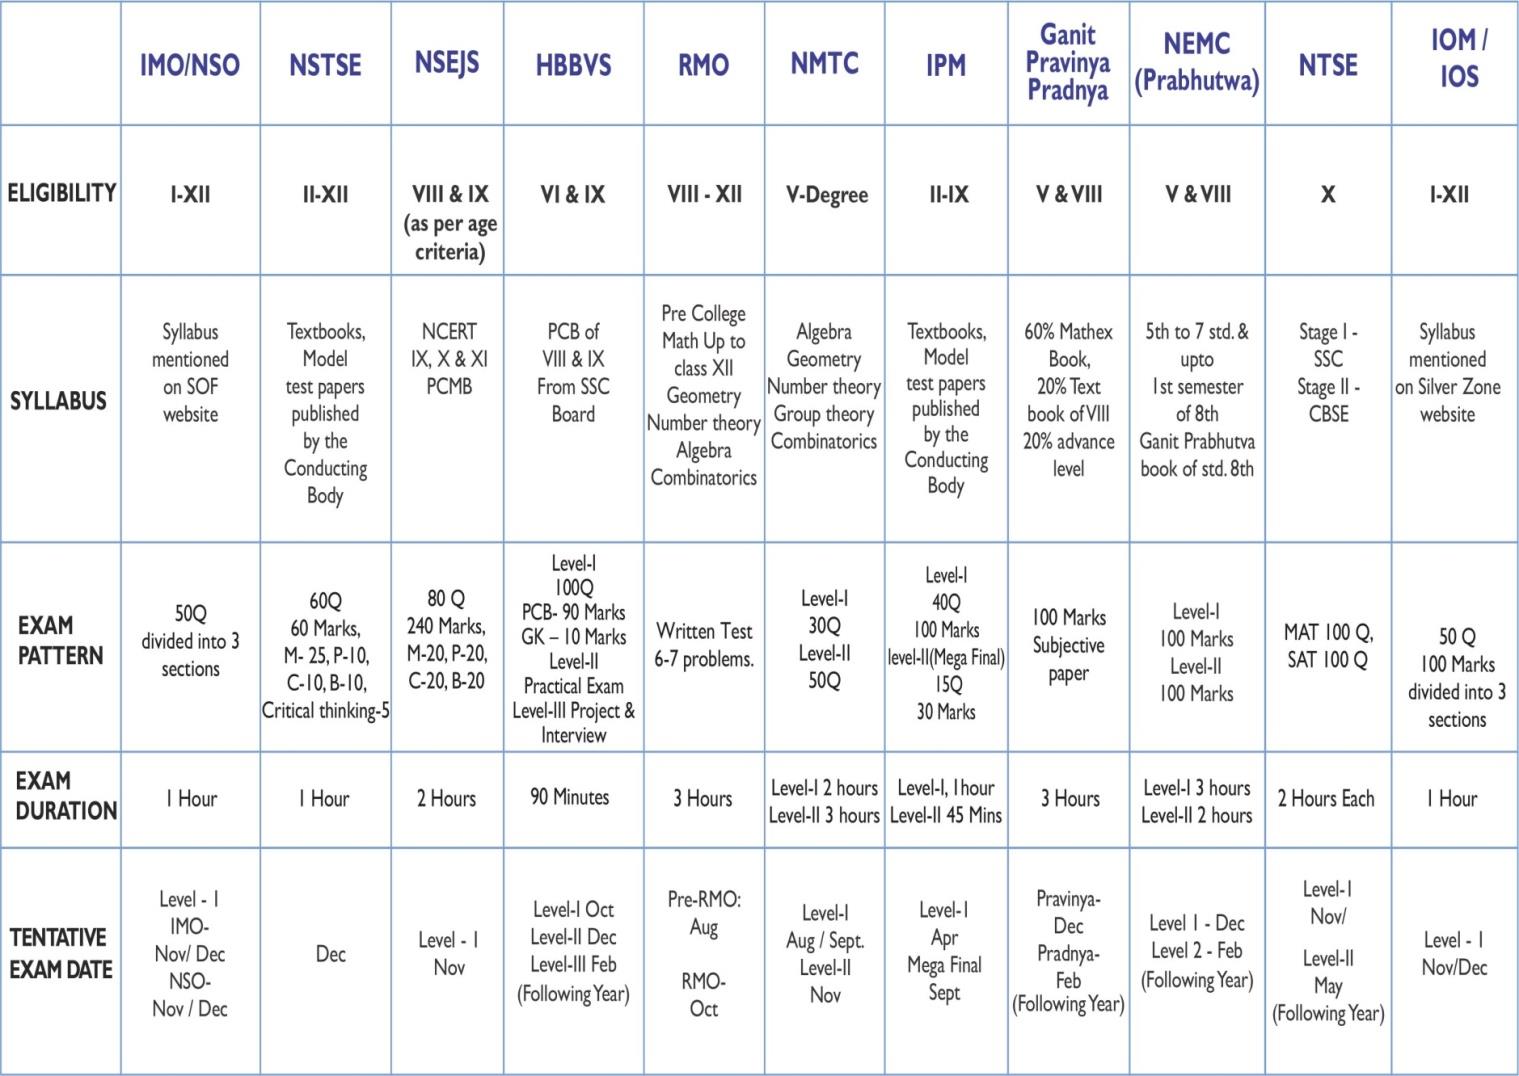 IMO/NSO
NSTSE
NSEJS
HBBVS
RMO
NMTC
IPM
Ganit
Pravinya
Pradnya
NEMC
(Prabhutwa)
NTSE
IOM /
IOS
ELIGIBILITY
I-XII
II-XII
VIII & IX
(as per age
criteria)
VI & IX
VIII - XII
V-Degree
II-IX
V & VIII
V & VIII
X
I-XII
SYLLABUS
Syllabus
mentioned
on SOF
website
Textbooks,
Model
test papers
published
by the
Conducting
Body
NCERT
IX, X & XI
PCMB
PCB of
VIII & IX
From SSC
Board
Pre College
Math Up to
class XII
Geometry
Number theory
Algebra
Combinatorics
Algebra
Geometry
Number theory
Group theory
Combinatorics
Textbooks,
Model
test papers
published
by the
Conducting
Body
60% Mathex
Book,
20% Text
book of VIII
20% advance
level
5th to 7 std. &
upto
1st semester
of 8th
Ganit Prabhutva
book of std. 8th
Stage I -
SSC
Stage II -
CBSE
Syllabus
mentioned
on Silver Zone
website
EXAM
PATTERN
50Q
divided into 3
sections
60Q
60 Marks,
M- 25, P-10,
C-10, B-10,
Critical thinking-5
80 Q
240 Marks,
M-20, P-20,
C-20, B-20
Level-I
100Q
PCB- 90 Marks
GK – 10 Marks
Level-II
Practical Exam
Level-III Project &
Interview
Written Test
6-7 problems.
Level-I
30Q
Level-II
50Q
Level-I
40Q
100 Marks
level-II(Mega Final)
15Q
30 Marks
100 Marks
Subjective
paper
Level-I
100 Marks
Level-II
100 Marks
MAT 100 Q,
SAT 100 Q
50 Q
100 Marks
divided into 3
sections
EXAM
DURATION
1 Hour
1 Hour
2 Hours
90 Minutes
3 Hours
Level-I 2 hours
Level-II 3 hours
Level-I, 1hour
Level-II 45 Mins
3 Hours
Level-I 3 hours
Level-II 2 hours
2 Hours Each
1 Hour
TENTATIVE
EXAM DATE
Level - 1
IMO-
Nov/ Dec
NSO-
Nov / Dec
Dec
Level - 1
Nov
Level-I Oct
Level-II Dec
Level-III Feb
(Following Year)
Pre-RMO:
Aug
RMO-
Oct
Level-I
Aug / Sept.
Level-II
Nov
Level-1
Apr
Mega Final
Sept
Pravinya-
Dec
Pradnya-
Feb
(Following Year)
Level 1 - Dec
Level 2 - Feb
(Following Year)
Level-I
Nov/
Level-II
May
(Following Year)
Level - 1
Nov/Dec